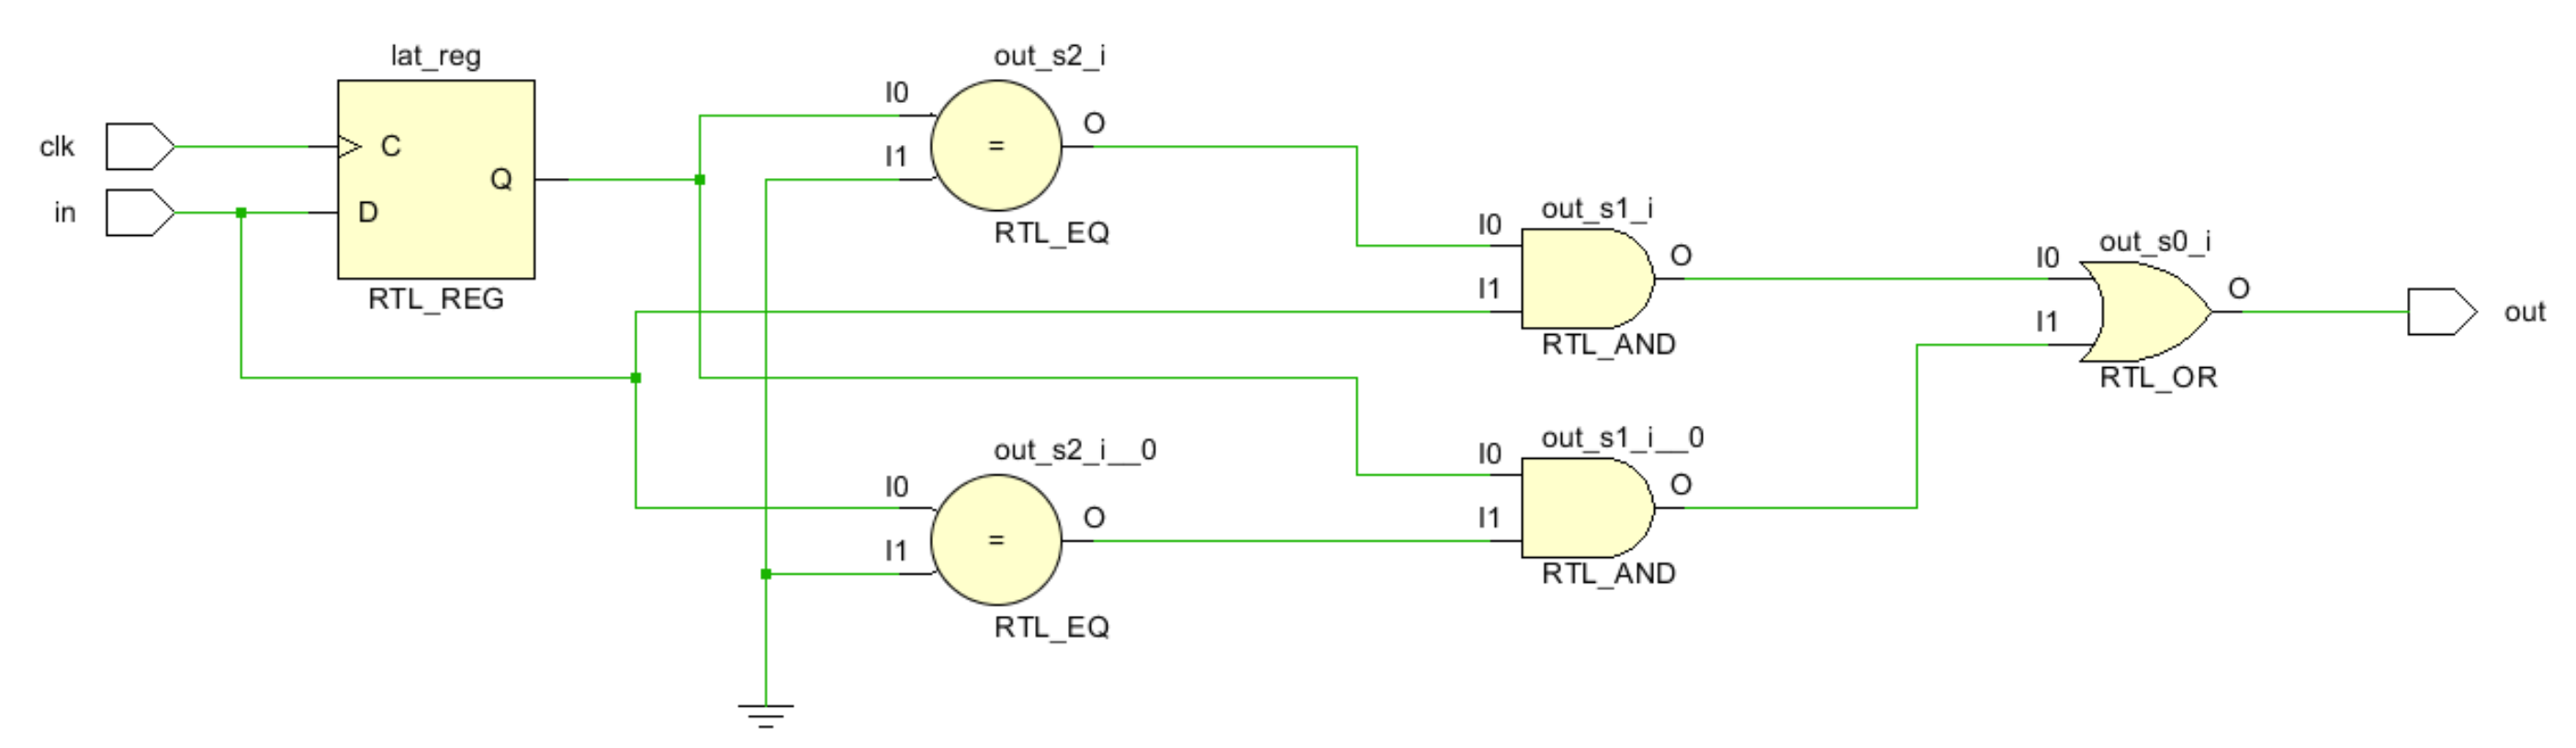 lat_reg
clk
in
C
D
Q
RTL_REG
out_s2_i
I0
I1
=
O
RTL_EQ
out_s2_i__0
I0
I1
=
O
RTL_EQ
out_s1_i
I0
I1
O
RTL_AND
out_s1_i__0
I0
I1
O
RTL_AND
out_s0_i
I0
I1
O
RTL_OR
out